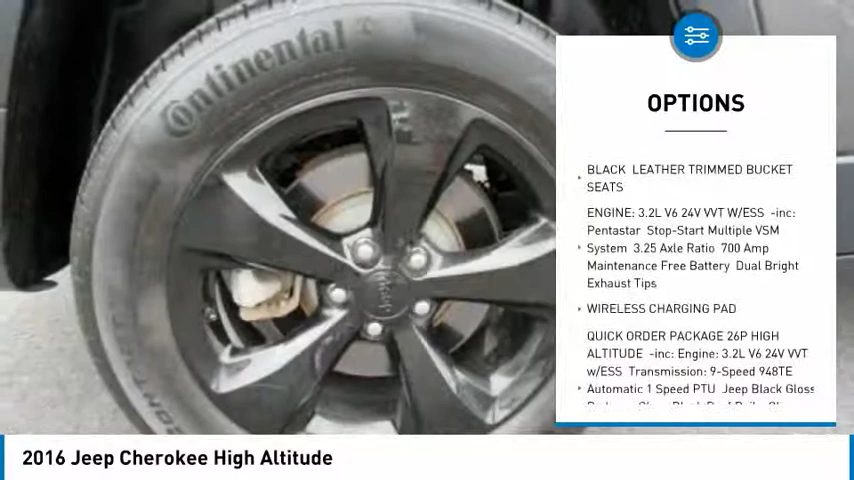 Continental
Jeep
OPTIONS
BLACK LEATHER TRIMMED BUCKET
SEATS
ENGINE: 3.2L V6 24V VVT W/ESS -inc:
Pentastar Stop-Start Multiple VSM
System 3.25 Axle Ratio 700 Amp
Maintenance Free Battery Dual Bright
Exhaust Tips
WIRELESS CHARGING PAD
QUICK ORDER PACKAGE 26P HIGH
ALTITUDE -inc: Engine: 3.2L V6 24V VVT
w/ESS Transmission: 9-Speed 948TE
Automatic 1 Speed PTU Jeep Black Gloss
2016 Jeep Cherokee High Altitude